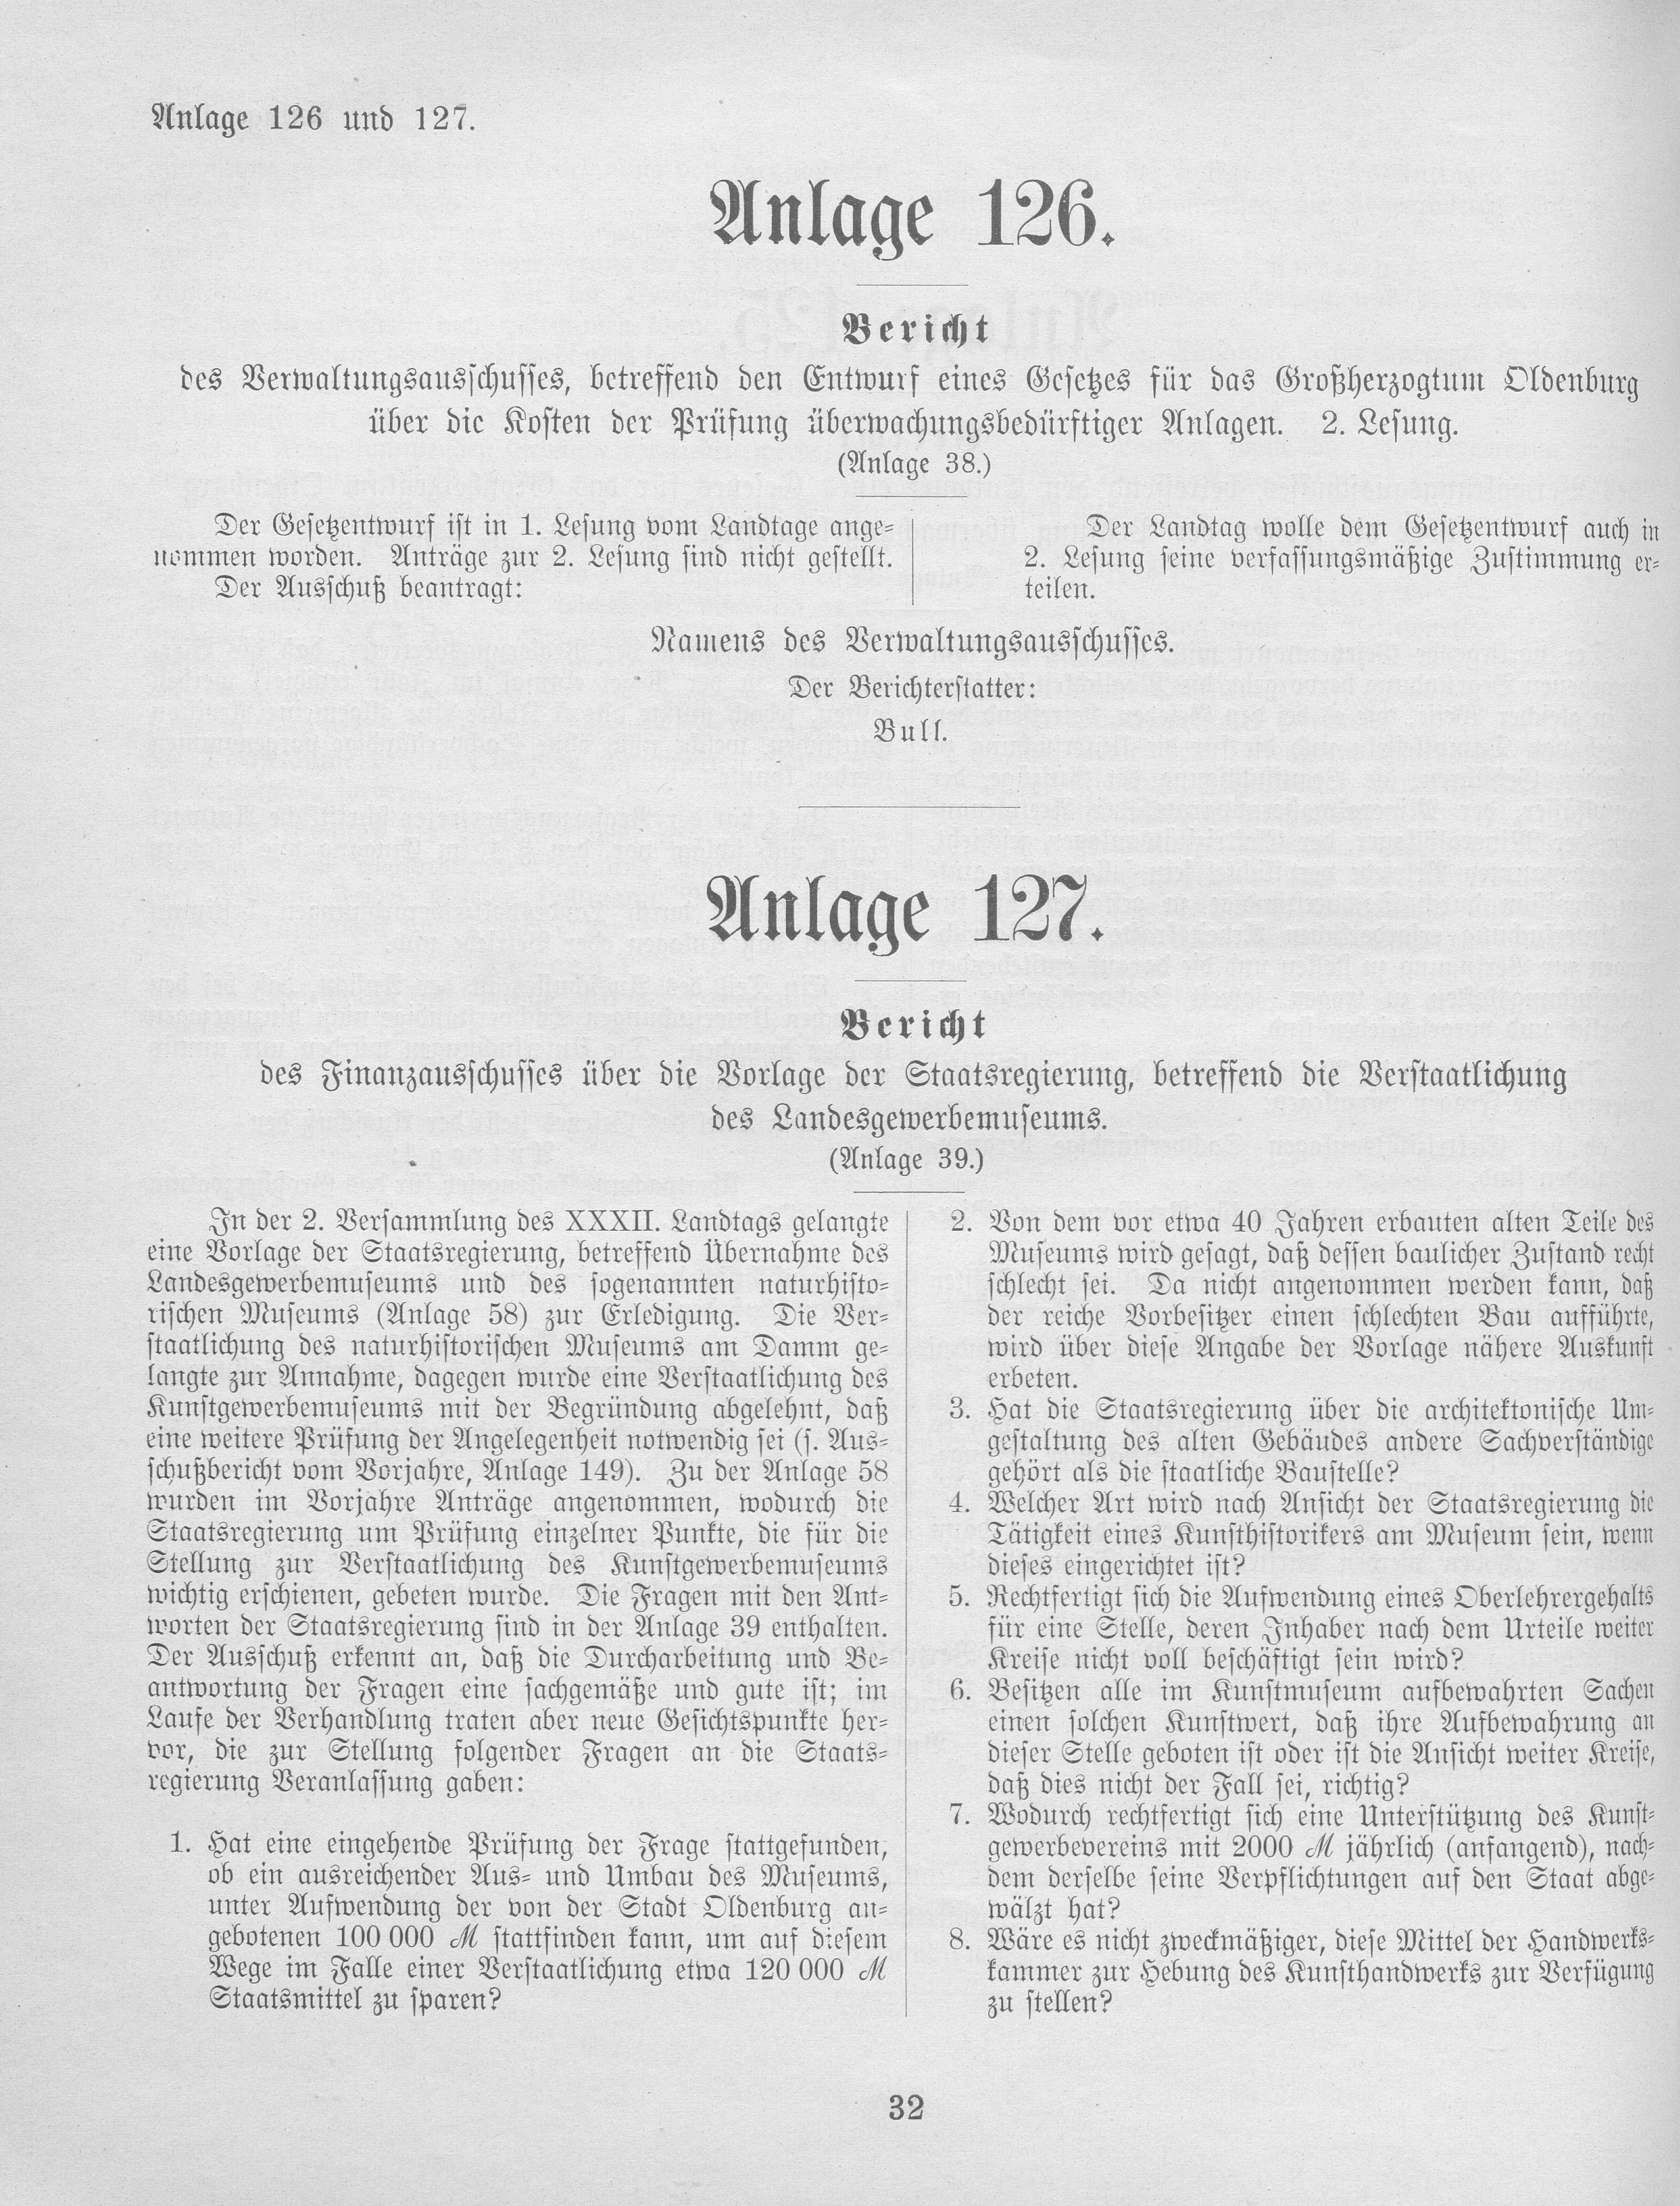 Anlage 126 und 127.
Anlage 126.
Bericht
des Verwaltungsausschusses, betreffend den Entwurf eines Gesetzes für das Großherzogtum Oldenburg
über die Kosten der Prüfung überwachungsbedürftiger Anlagen. 2. Lesung.
(Anlage 38.)
Der Gesetzentwurf ist in 1. Lesung vom Landtage ange-
nommen worden. Anträge zur 2. Lesung sind nicht gestellt.
Der Ausschuß beantragt:
Der Landtag wolle dem Gesetzentwurf auch in
2. Lesung seine verfassungsmäßige Zustimmung er-
teilen.
Namens des Verwaltungsausschusses.
Der Berichterstatter:
Bull.
Anlage 127.
Bericht
des Finanzausschusses über die Vorlage der Staatsregierung, betreffend die Verstaatlichung
des Landesgewerbemuseums.
(Anlage 39.)
In der 2. Versammlung des XXXII. Landtags gelangte
eine Vorlage der Staatsregierung, betreffend Übernahme des
Landesgewerbemuseums und des sogenannten naturhisto-
rischen Museums (Anlage 58) zur Erledigung. Die Ver-
staatlichung des naturhistorischen Museums am Damm ge-
langte zur Annahme, dagegen wurde eine Verstaatlichung des
Kunstgewerbemuseums mit der Begründung abgelehnt, daß
eine weitere Prüfung der Angelegenheit notwendig sei (s. Aus-
schußbericht vom Vorjahre, Anlage 149). Zu der Anlage 58
wurden im Vorjahre Anträge angenommen, wodurch die
Staatsregierung um Prüfung einzelner Punkte, die für die
Stellung zur Verstaatlichung des Kunstgewerbemuseums
wichtig erschienen, gebeten wurde. Die Fragen mit den Ant-
worten der Staatsregierung sind in der Anlage 39 enthalten.
Der Ausschuß erkennt an, daß die Durcharbeitung und Be-
antwortung der Fragen eine sachgemäße und gute ist; im
Laufe der Verhandlung traten aber neue Gesichtspunkte her-
vor, die zur Stellung folgender Fragen an die Staats-
regierung Veranlassung gaben:
1. Hat eine eingehende Prüfung der Frage stattgefunden,
ob ein ausreichender Aus- und Umbau des Museums,
unter Aufwendung der von der Stadt Oldenburg an-
gebotenen 100 000 ℳ stattfinden kann, um auf diesem
Wege im Falle einer Verstaatlichung etwa 120 000 ℳ
Staatsmittel zu sparen?
2. Von dem vor etwa 40 Jahren erbauten alten Teile des
Museums wird gesagt, daß dessen baulicher Zustand recht
schlecht sei. Da nicht angenommen werden kann, daß
der reiche Vorbesitzer einen schlechten Bau aufführte,
wird über diese Angabe der Vorlage nähere Auskunft
erbeten.
3. Hat die Staatsregierung über die architektonische Um-
gestaltung des alten Gebäudes andere Sachverständige
gehört als die staatliche Baustelle?
4. Welcher Art wird nach Ansicht der Staatsregierung die
Tätigkeit eines Kunsthistorikers am Museum sein, wenn
dieses eingerichtet ist?
5. Rechtfertigt sich die Aufwendung eines Oberlehrergehalts
für eine Stelle, deren Inhaber nach dem Urteile weiter
Kreise nicht voll beschäftigt sein wird?
6. Besitzen alle im Kunstmuseum aufbewahrten Sachen
einen solchen Kunstwert, daß ihre Aufbewahrung an
dieser Stelle geboten ist oder ist die Ansicht weiter Kreise,
daß dies nicht der Fall sei, richtig?
7. Wodurch rechtfertigt sich eine Unterstützung des Kunst-
gewerbevereins mit 2000 ℳ jährlich (anfangend), nach-
dem derselbe seine Verpflichtungen auf den Staat abge-
wälzt hat?
8. Wäre es nicht zweckmäßiger, diese Mittel der Handwerks-
kammer zur Hebung des Kunsthandwerks zur Verfügung
zu stellen?
32